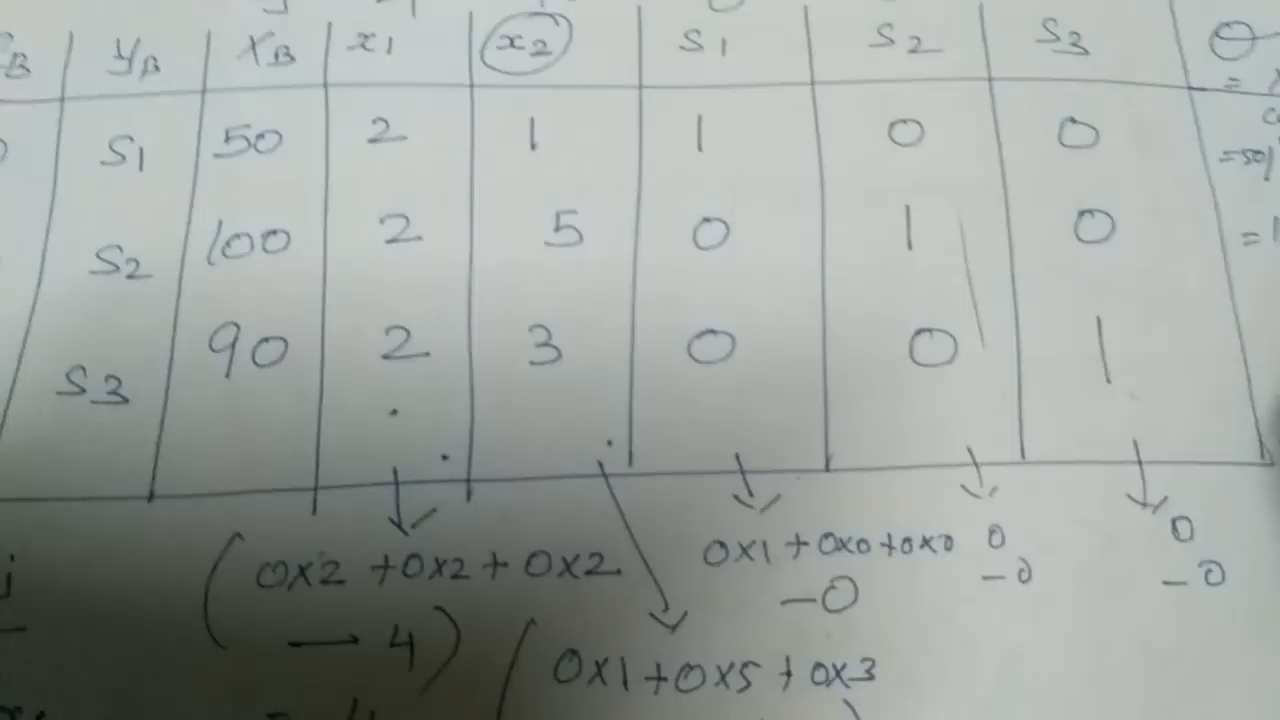 B yB XB x1 x2 S1 S2 S3 θ
=
S1 50 2 1 1 0 0 =50/
S2 100 2 5 0 1 0 =1
S3 90 2 3 0 0 1
j (0x2 +0x2+0x2 0x1+0x0+0x0 0 0
-4) -0 -0 -0
(0x1+0x5+0x3
)